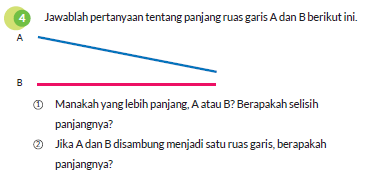 4 Jawablah pertanyaan tentang panjang ruas garis A dan B berikut ini.
A
B
① Manakah yang lebih panjang, A atau B? Berapakah selisih
panjangnya?
② Jika A dan B disambung menjadi satu ruas garis, berapakah
panjangnya?